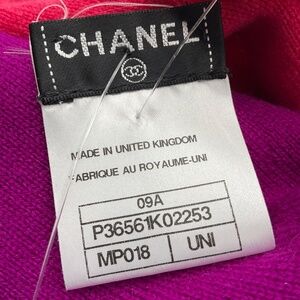 CHANEL
MADE IN UNITED KINGDOM
FABRIQUE AU ROYAUME-UNI
09A
P36561K02253
MP018 UNI